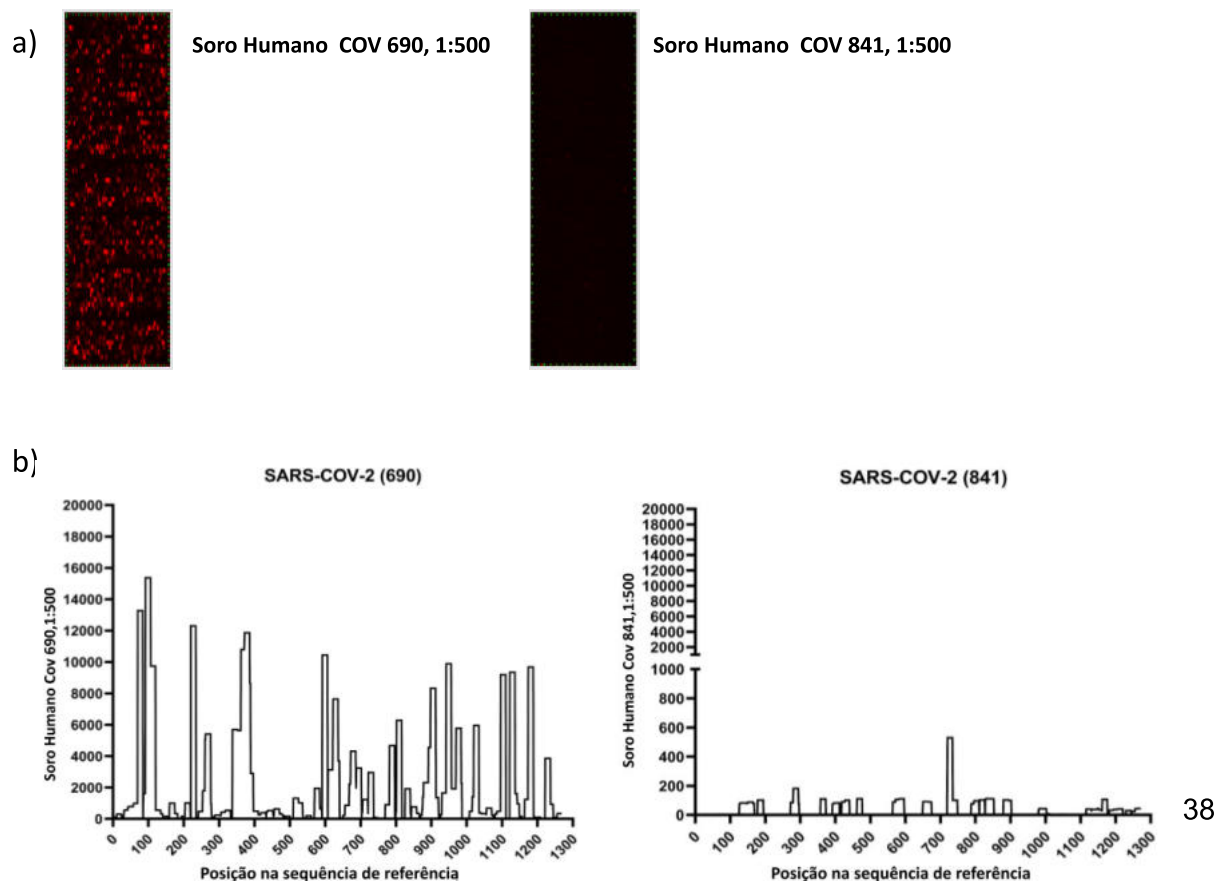 a)
Soro Humano COV 690, 1:500
Soro Humano COV 841, 1:500
b)
SARS-COV-2 (690)
20000
18000
16000
14000
12000
10000
8000
6000
4000
2000
0
Soro Humano Cov 690,1:500
0 100 200 300 400 500 600 700 800 900 1000 1100 1200 1300
Posição na sequência de referência
SARS-COV-2 (841)
20000
18000
16000
14000
12000
10000
8000
6000
4000
2000
1000
800
600
400
200
0
Soro Humano Cov 841,1:500
0 100 200 300 400 500 600 700 800 900 1000 1100 1200 1300
Posição na sequência de referência
38